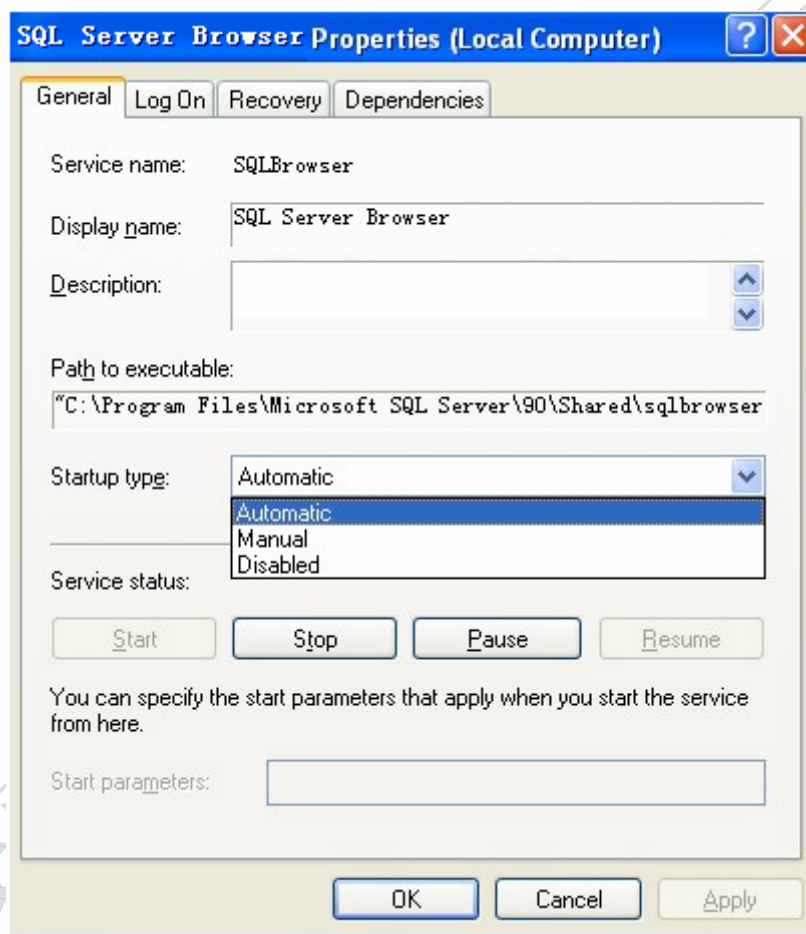 SQL Server Browser Properties (Local Computer)
General Log On Recovery Dependencies
Service name: SQLBrowser
Display name: SQL Server Browser
Description:
Path to executable:
"C:\Program Files\Microsoft SQL Server\90\Shared\sqlbrowser
Startup type: Automatic
Automatic
Manual
Disabled
Service status:
Start Stop Pause Resume
You can specify the start parameters that apply when you start the service
from here.
Start parameters:
OK Cancel Apply